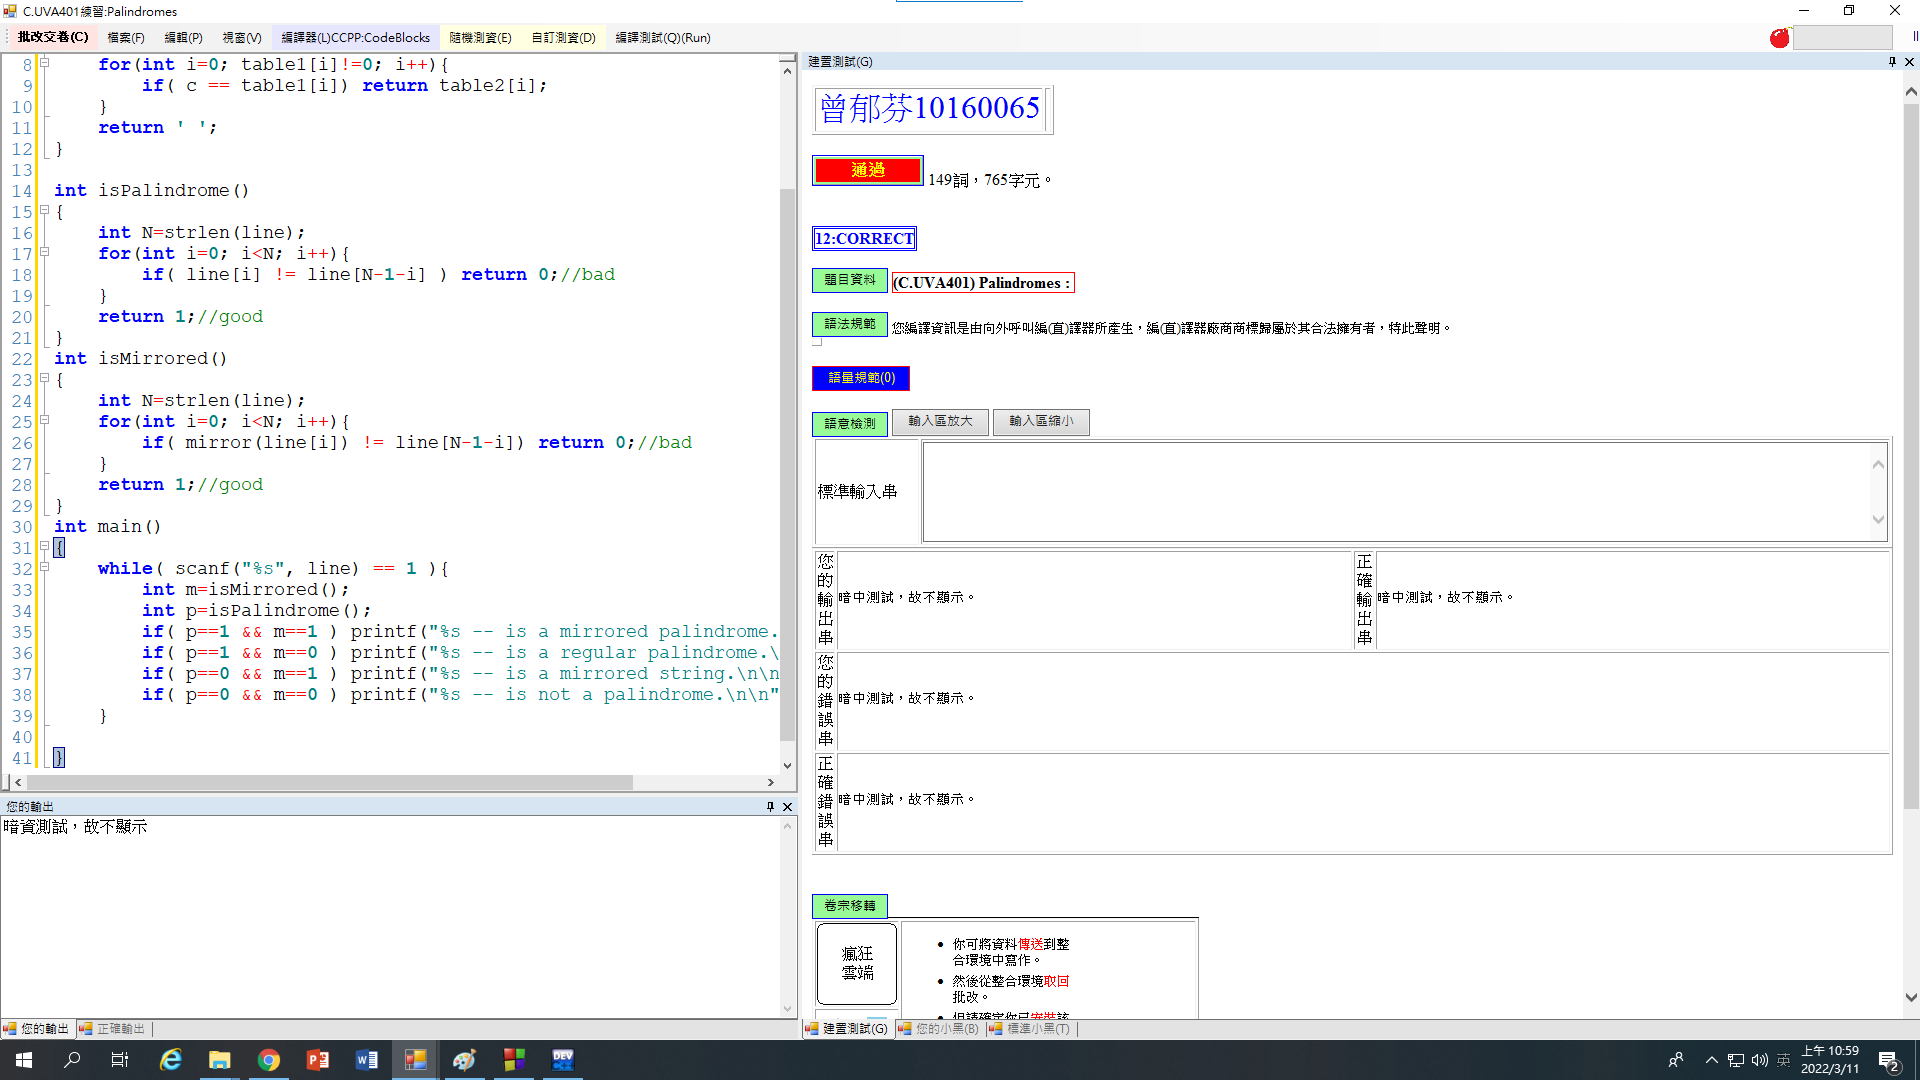 C.UVA401練習:Palindromes
批改交卷(C) 檔案(F) 編輯(P) 視窗(V) 編譯器(L)CCPP:CodeBlocks 隨機測資(E) 自訂測資(D) 編譯測試(Q)(Run)
8 for(int i=0; table1[i]!=0; i++){
9 if( c == table1[i]) return table2[i];
10 }
11 return ' ';
12 }
13
14 int isPalindrome()
15 {
16 int N=strlen(line);
17 for(int i=0; i<N; i++){
18 if( line[i] != line[N-1-i] ) return 0;//bad
19 }
20 return 1;//good
21 }
22 int isMirrored()
23 {
24 int N=strlen(line);
25 for(int i=0; i<N; i++){
26 if( mirror(line[i]) != line[N-1-i]) return 0;//bad
27 }
28 return 1;//good
29 }
30 int main()
31 {
32 while( scanf("%s", line) == 1 ){
33 int m=isMirrored();
34 int p=isPalindrome();
35 if( p==1 && m==1 ) printf("%s -- is a mirrored palindrome.
36 if( p==1 && m==0 ) printf("%s -- is a regular palindrome.\
37 if( p==0 && m==1 ) printf("%s -- is a mirrored string.\n\n
38 if( p==0 && m==0 ) printf("%s -- is not a palindrome.\n\n"
39 }
40
41 }
您的輸出
暗資測試，故不顯示
您的輸出 正確輸出
建置測試(G)
曾郁芬10160065
通過 149詞，765字元。
12:CORRECT
題目資料 (C.UVA401) Palindromes :
語法規範 您編譯資訊是由向外呼叫編(直)譯器所產生，編(直)譯器廠商商標歸屬於其合法擁有者，特此聲明。
語量規範(0)
語意檢測 輸入區放大 輸入區縮小
標準輸入串
您的輸出串 暗中測試，故不顯示。 正確輸出串 暗中測試，故不顯示。
您的錯誤串 暗中測試，故不顯示。
正確錯誤串 暗中測試，故不顯示。
卷宗移轉
瘋狂
雲端
• 你可將資料傳送到整
合環境中寫作。
• 然後從整合環境取回
批改。
• 但請確定你已安裝該
建置測試(G) 您的小黑(B) 標準小黑(T)
DEV
英
上午 10:59
2022/3/11
2